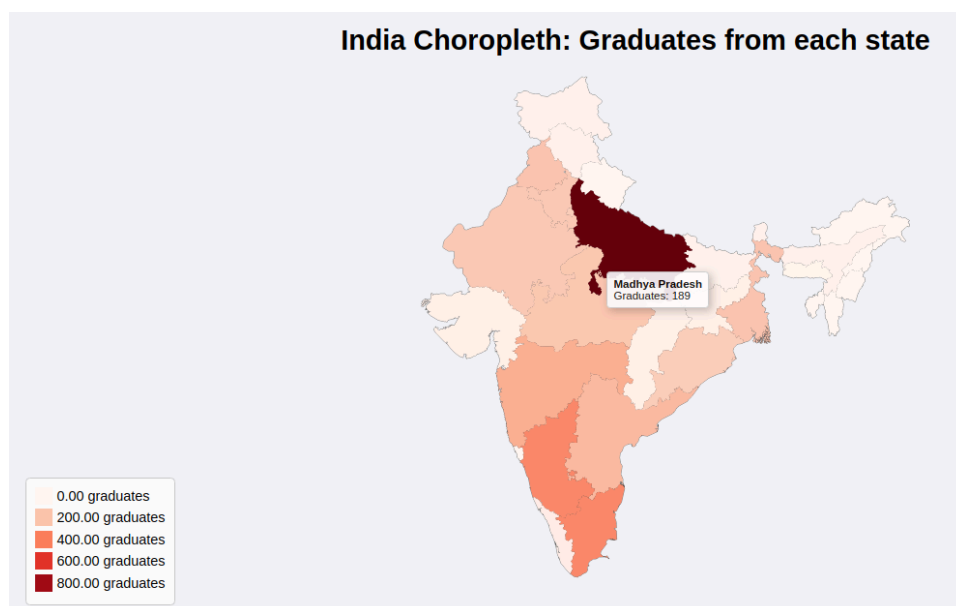 India Choropleth: Graduates from each state
Madhya Pradesh
Graduates: 189
0.00 graduates
200.00 graduates
400.00 graduates
600.00 graduates
800.00 graduates